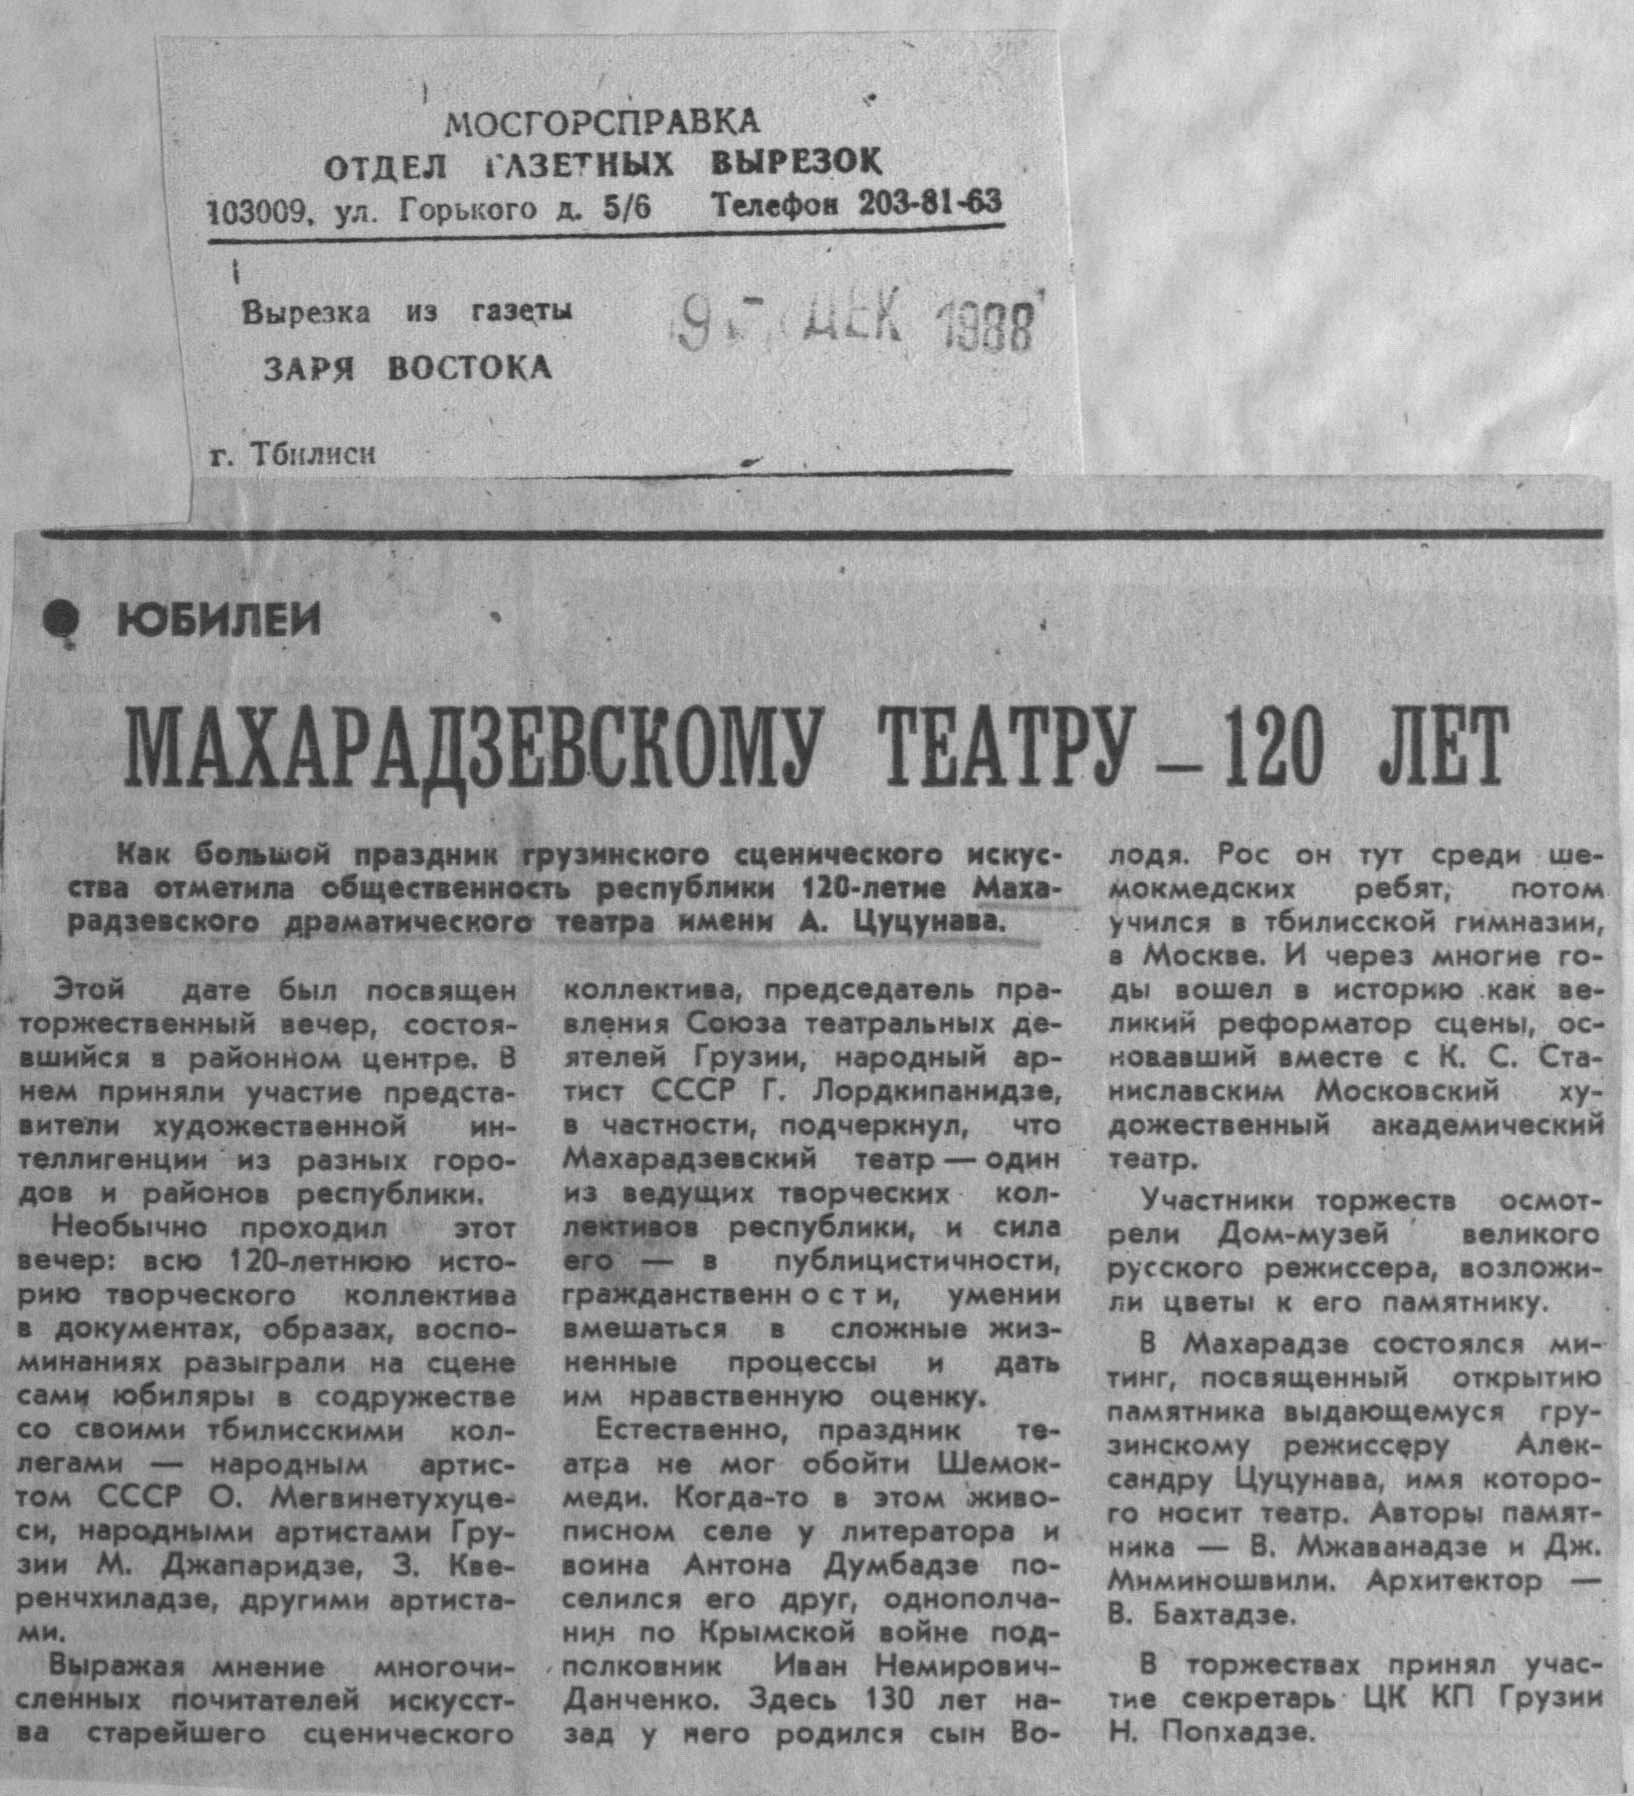 МОСГОРСПРАВКА
ОТДЕЛ ГАЗЕТНЫХ ВЫРЕЗОК
103009, ул. Горького д. 5/6 Телефон 203-81-63
Вырезка из газеты
ДЕК 1988
ЗАРЯ ВОСТОКА
г. Тбилиси
ЮБИЛЕИ
МАХАРАДЗЕВСКОМУ ТЕАТРУ — 120 ЛЕТ
Как большой праздник грузинского сценического искус-
ства отметила общественность республики 120-летие Маха-
радзевского драматического театра имени А. Цуцунава.
Этой дате был посвящен
торжественный вечер, состоя-
вшийся в районном центре. В
нем приняли участие предста-
вители художественной ин-
теллигенции из разных горо-
дов и районов республики.
Необычно проходил этот
вечер: всю 120-летнюю исто-
рию творческого коллектива
в документах, образах, воспо-
минаниях разыграли на сцене
сами юбиляры в содружестве
со своими тбилисскими кол-
легами — народным артис-
том СССР О. Мегвинетухуце-
си, народными артистами Гру-
зии М. Джапаридзе, З. Кве-
ренчхиладзе, другими артиста-
ми.
Выражая мнение многочи-
сленных почитателей искусст-
ва старейшего сценического
коллектива, председатель пра-
вления Союза театральных де-
ятелей Грузии, народный ар-
тист СССР Г. Лордкипанидзе,
в частности, подчеркнул, что
Махарадзевский театр — один
из ведущих творческих кол-
лективов республики, и сила
его — в публицистичности,
гражданственности, умении
вмешаться в сложные жиз-
ненные процессы и дать
им нравственную оценку.
Естественно, праздник те-
атра не мог обойти Шемок-
меди. Когда-то в этом живо-
писном селе у литератора и
воина Антона Думбадзе по-
селился его друг, однополча-
нин по Крымской войне под-
полковник Иван Немирович-
Данченко. Здесь 130 лет на-
зад у него родился сын Во-
лодя. Рос он тут среди ше-
мокмедских ребят, потом
учился в тбилисской гимназии,
в Москве. И через многие го-
ды вошел в историю как ве-
ликий реформатор сцены, ос-
новавший вместе с К. С. Ста-
ниславским Московский ху-
дожественный академический
театр.
Участники торжеств осмот-
рели Дом-музей великого
русского режиссера, возложи-
ли цветы к его памятнику.
В Махарадзе состоялся ми-
тинг, посвященный открытию
памятника выдающемуся гру-
зинскому режиссеру Алек-
сандру Цуцунава, имя которо-
го носит театр. Авторы памят-
ника — В. Мжаванадзе и Дж.
Миминошвили. Архитектор —
В. Бахтадзе.
В торжествах принял учас-
тие секретарь ЦК КП Грузии
Н. Попхадзе.